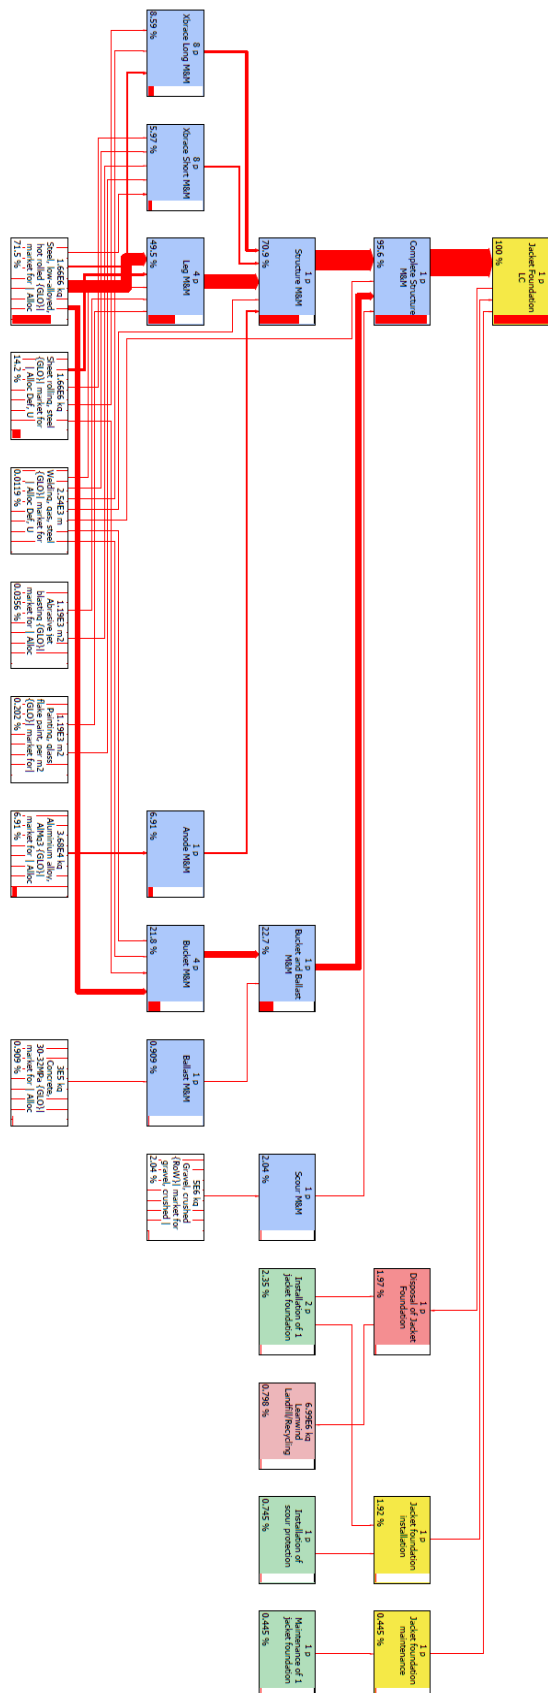 1 p
Jacket Foundation
LC
100 %
1 p
Complete Structure
M&M
95.6 %
1 p
Disposal of Jacket
Foundation
1.97 %
1 p
Jacket foundation
installation
1.92 %
1 p
Jacket foundation
maintenance
0.445 %
1 p
Structure M&M
70.9 %
1 p
Bucket and Ballast
M&M
22.7 %
1 p
Scour M&M
2.04 %
2 p
Installation of 1
jacket foundation
2.35 %
6.99E6 kg
Leanwind
Landfill/Recycling
0.798 %
1 p
Installation of
scour protection
0.745 %
1 p
Maintenance of 1
jacket foundation
0.445 %
8 p
Xbrace Long M&M
8.59 %
8 p
Xbrace Short M&M
5.97 %
4 p
Leg M&M
49.5 %
1 p
Anode M&M
6.91 %
4 p
Bucket M&M
21.8 %
1 p
Ballast M&M
0.909 %
5E6 kg
Gravel, crushed
{RoW}| market for
gravel, crushed |
2.04 %
1.66E6 kg
Steel, low-alloyed,
hot rolled {GLO}|
market for | Alloc
71.5 %
1.66E6 kg
Sheet rolling, steel
{GLO}| market for
| Alloc Def, U
14.2 %
2.54E3 m
Welding, gas, steel
{GLO}| market for
| Alloc Def, U
0.0119 %
1.19E3 m2
Abrasive jet
blasting {GLO}|
market for | Alloc
0.0356 %
1.19E3 m2
Painting, glass
flake paint, per m2
{GLO}| market for|
0.202 %
3.68E4 kg
Aluminium alloy,
AlMg3 {GLO}|
market for | Alloc
6.91 %
3E5 kg
Concrete,
30-32MPa {GLO}|
market for | Alloc
0.909 %